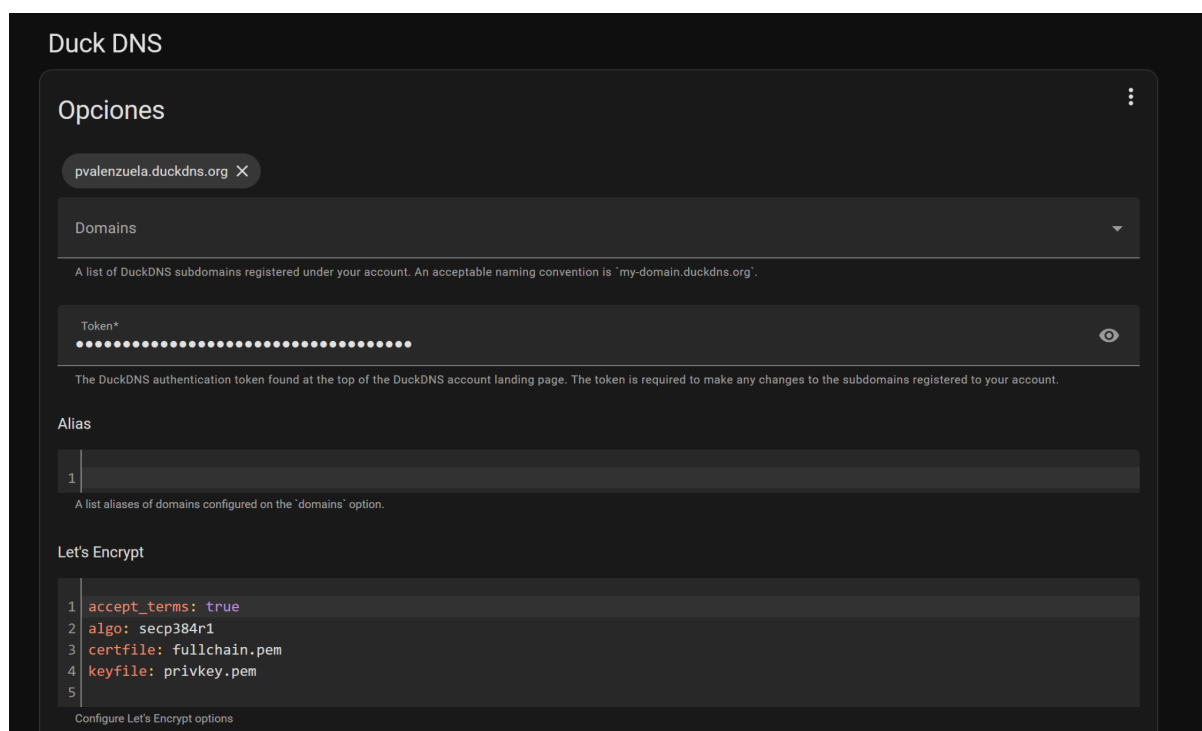 Duck DNS
Opciones
pvalenzuela.duckdns.org
Domains
A list of DuckDNS subdomains registered under your account. An acceptable naming convention is `my-domain.duckdns.org`.
Token*
••••••••••••••••••••••••••••••••••••
The DuckDNS authentication token found at the top of the DuckDNS account landing page. The token is required to make any changes to the subdomains registered to your account.
Alias
1
A list aliases of domains configured on the `domains` option.
Let's Encrypt
1 accept_terms: true
2 algo: secp384r1
3 certfile: fullchain.pem
4 keyfile: privkey.pem
5
Configure Let's Encrypt options